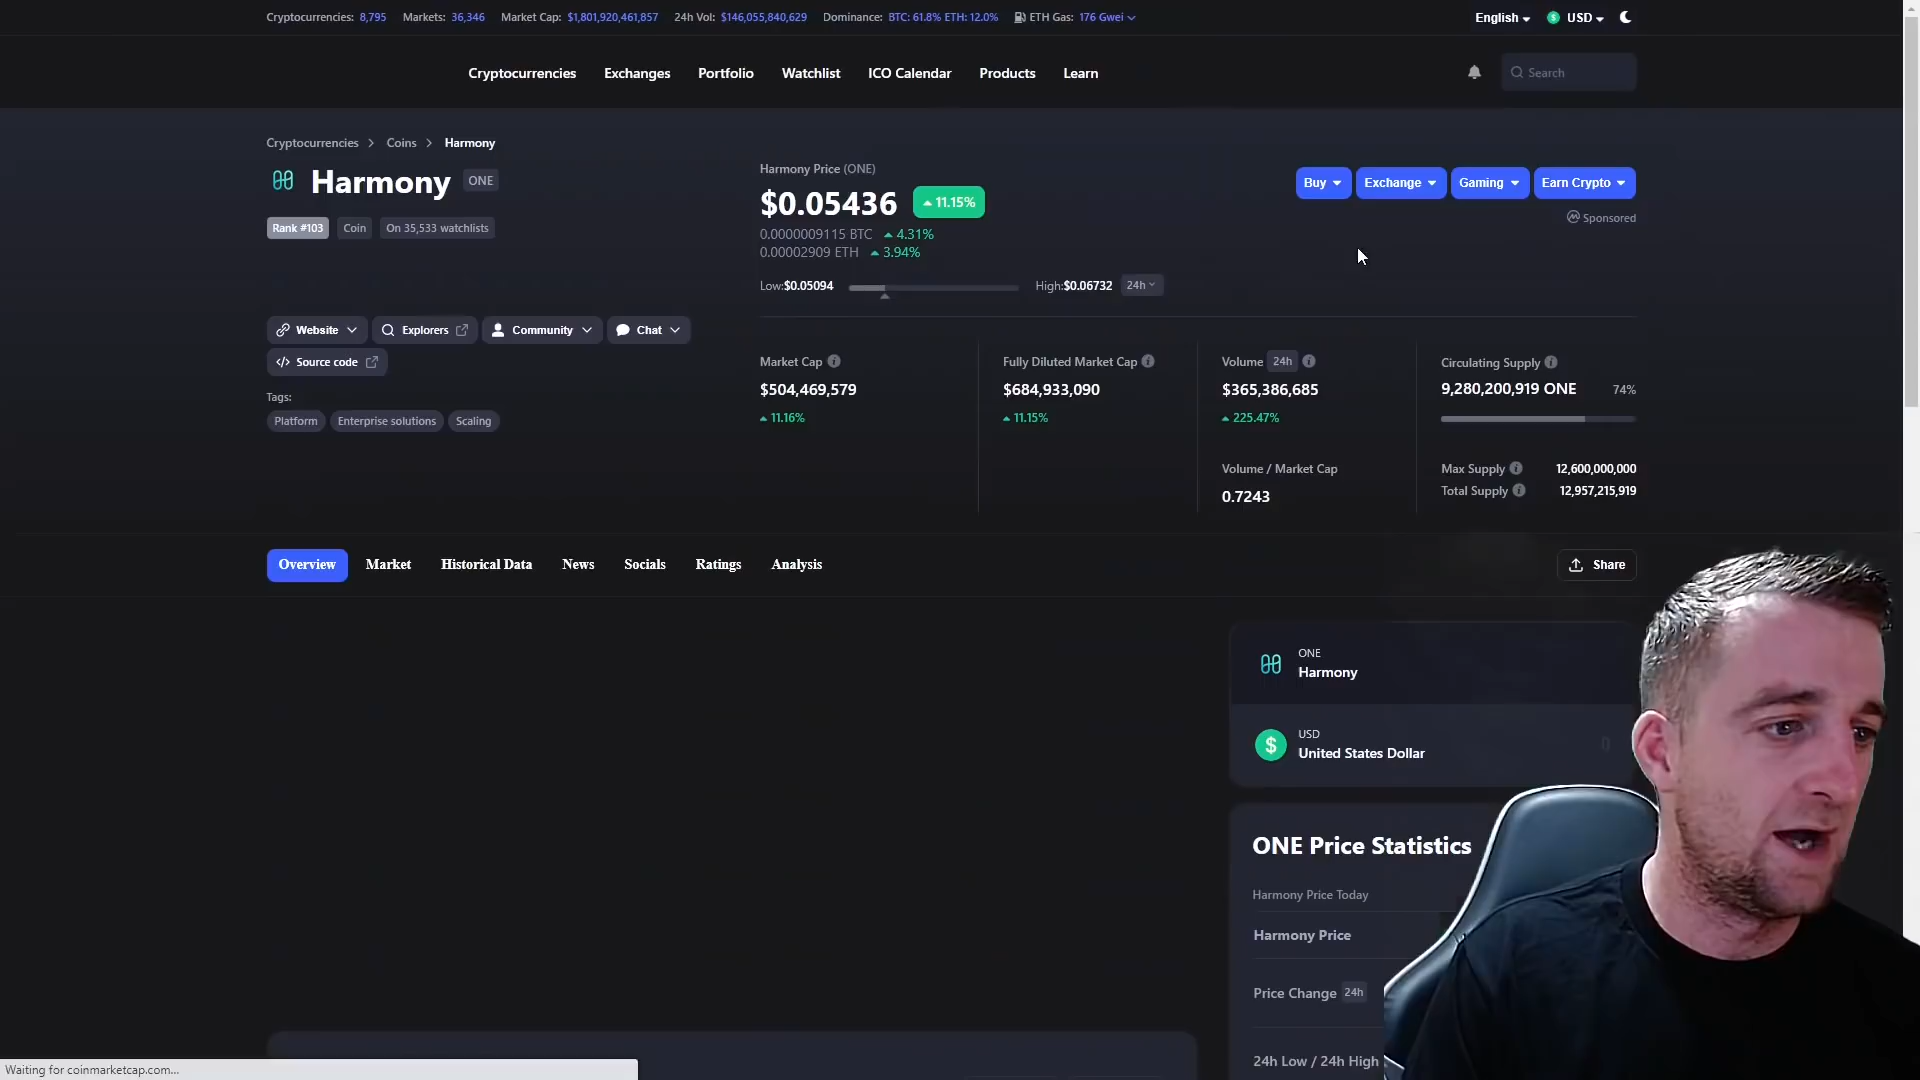 Cryptocurrencies: 8,795 Markets: 36,346 Market Cap: $1,801,920,461,857 24h Vol: $146,055,840,629 Dominance: BTC: 61.8% ETH: 12.0% ETH Gas: 176 Gwei English USD
Cryptocurrencies Exchanges Portfolio Watchlist ICO Calendar Products Learn Search
Cryptocurrencies > Coins > Harmony
Harmony ONE
Rank #103 Coin On 35,533 watchlists
Website Explorers Community Chat
Source code
Tags:
Platform Enterprise solutions Scaling
Harmony Price (ONE)
$0.05436 11.15%
0.0000009115 BTC 4.31%
0.00002909 ETH 3.94%
Low:$0.05094 High:$0.06732 24h
Buy Exchange Gaming Earn Crypto
Sponsored
Market Cap
$504,469,579
11.16%
Fully Diluted Market Cap
$684,933,090
11.15%
Volume 24h
$365,386,685
225.47%
Volume / Market Cap
0.7243
Circulating Supply
9,280,200,919 ONE 74%
Max Supply 12,600,000,000
Total Supply 12,957,215,919
Overview Market Historical Data News Socials Ratings Analysis Share
ONE
Harmony
USD
United States Dollar
ONE Price Statistics
Harmony Price Today
Harmony Price
Price Change 24h
24h Low / 24h High
Waiting for coinmarketcap.com...